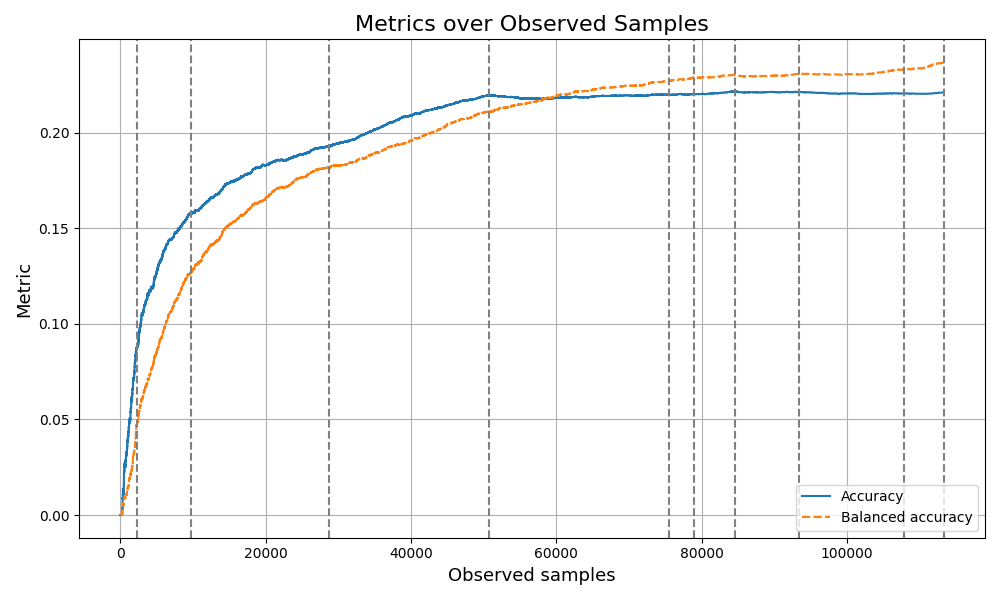 Metrics over Observed Samples
Metric
0.20
0.15
0.10
0.05
0.00
0
20000
40000
60000
80000
100000
Observed samples
Accuracy
Balanced accuracy